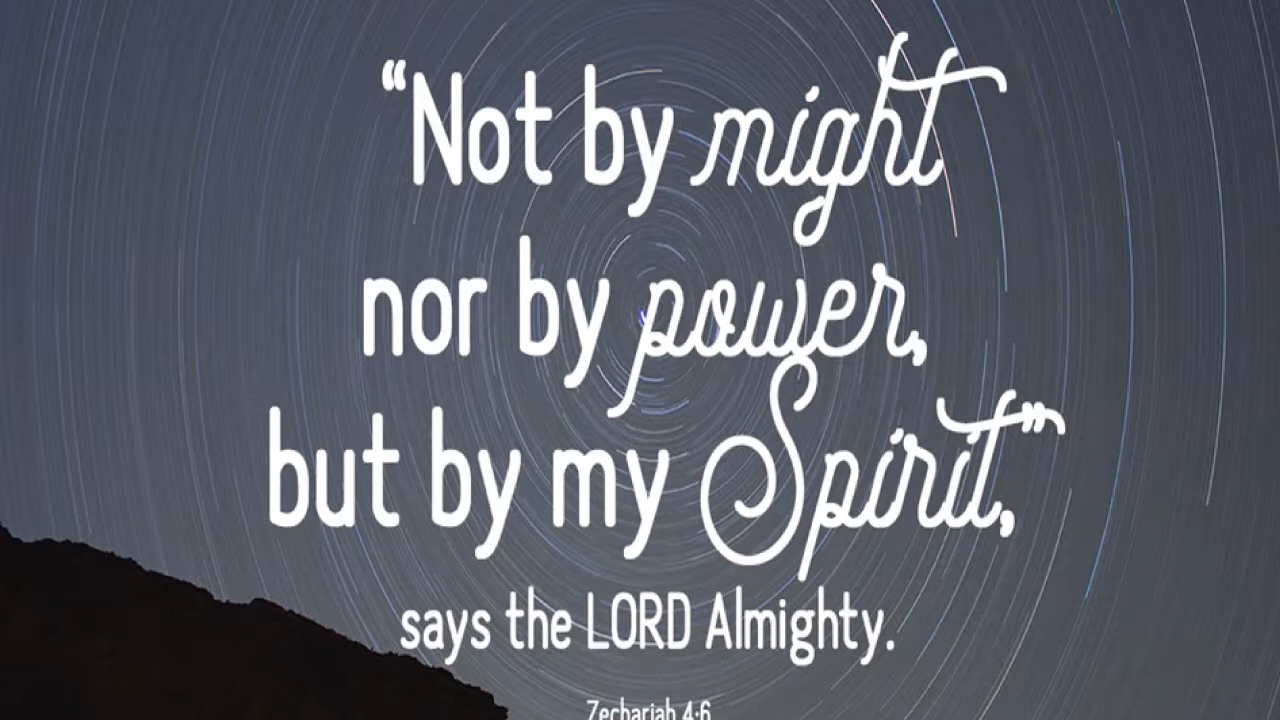 “Not by might
nor by power,
but by my Spirit,”
says the LORD Almighty.
Zechariah 4:6